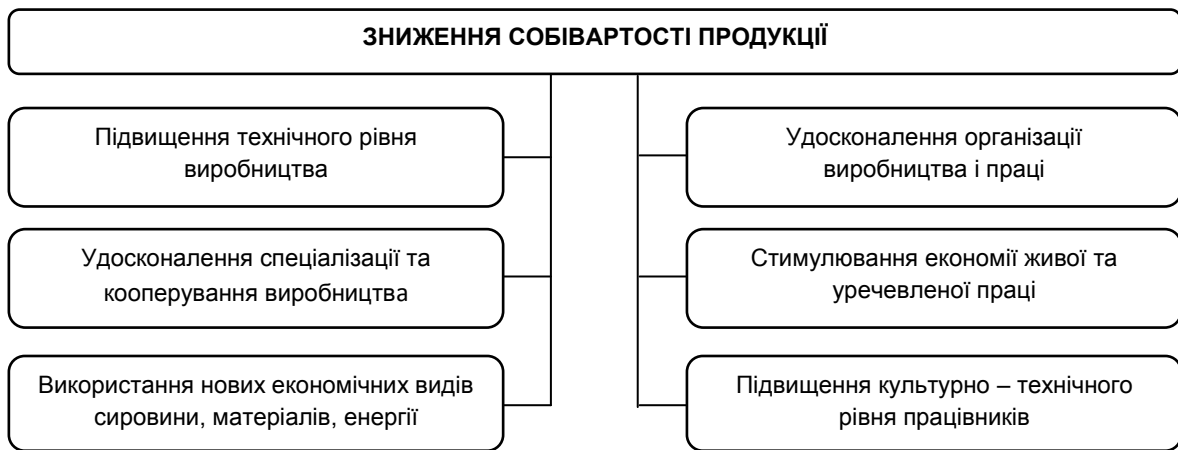 ЗНИЖЕННЯ СОБІВАРТОСТІ ПРОДУКЦІЇ
Підвищення технічного рівня
виробництва
Удосконалення організації
виробництва і праці
Удосконалення спеціалізації та
кооперування виробництва
Стимулювання економії живої та
уречевленої праці
Використання нових економічних видів
сировини, матеріалів, енергії
Підвищення культурно – технічного
рівня працівників